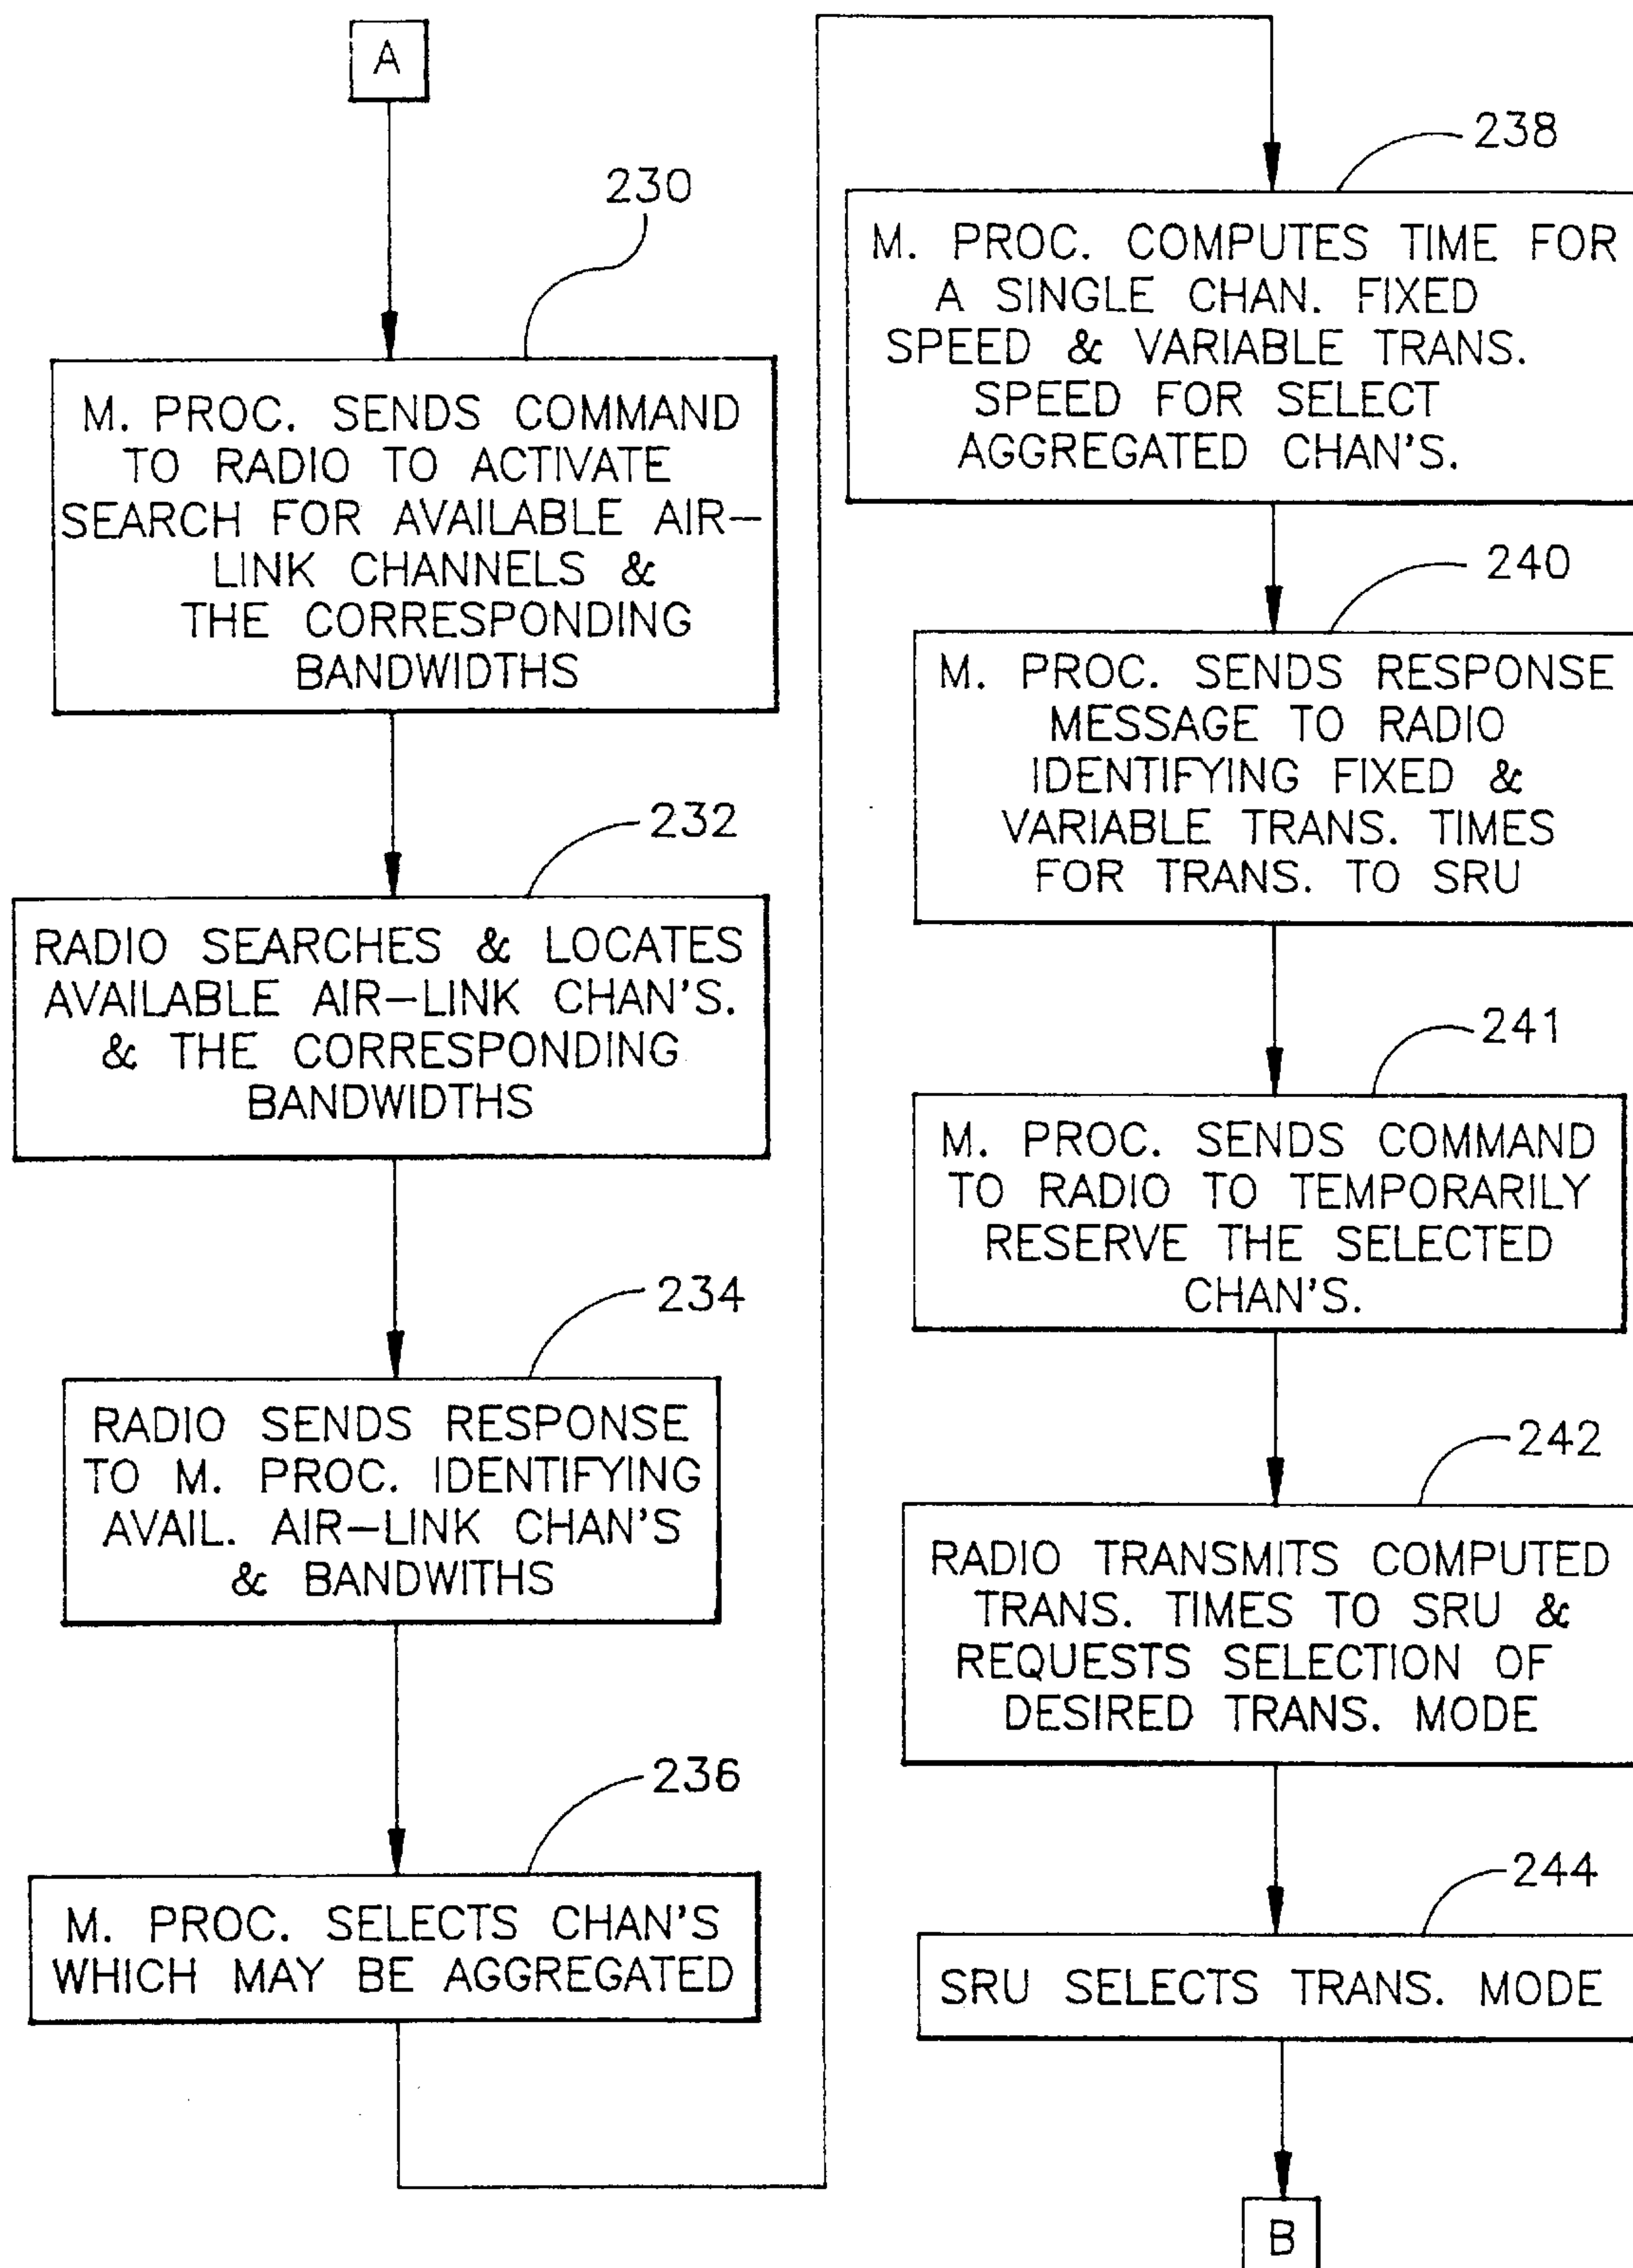 A
230
M. PROC. SENDS COMMAND
TO RADIO TO ACTIVATE
SEARCH FOR AVAILABLE AIR–
LINK CHANNELS &
THE CORRESPONDING
BANDWIDTHS
232
RADIO SEARCHES & LOCATES
AVAILABLE AIR–LINK CHAN'S.
& THE CORRESPONDING
BANDWIDTHS
234
RADIO SENDS RESPONSE
TO M. PROC. IDENTIFYING
AVAIL. AIR–LINK CHAN'S
& BANDWITHS
236
M. PROC. SELECTS CHAN'S
WHICH MAY BE AGGREGATED
238
M. PROC. COMPUTES TIME FOR
A SINGLE CHAN. FIXED
SPEED & VARIABLE TRANS.
SPEED FOR SELECT
AGGREGATED CHAN'S.
240
M. PROC. SENDS RESPONSE
MESSAGE TO RADIO
IDENTIFYING FIXED &
VARIABLE TRANS. TIMES
FOR TRANS. TO SRU
241
M. PROC. SENDS COMMAND
TO RADIO TO TEMPORARILY
RESERVE THE SELECTED
CHAN'S.
242
RADIO TRANSMITS COMPUTED
TRANS. TIMES TO SRU &
REQUESTS SELECTION OF
DESIRED TRANS. MODE
244
SRU SELECTS TRANS. MODE
B